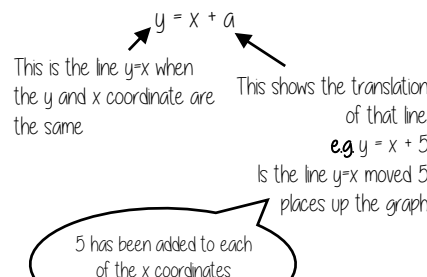 y = x + a
This is the line y=x when
the y and x coordinate are
the same
This shows the translation
of that line
e.g y = x + 5
Is the line y=x moved 5
places up the graph
5 has been added to each
of the x coordinates